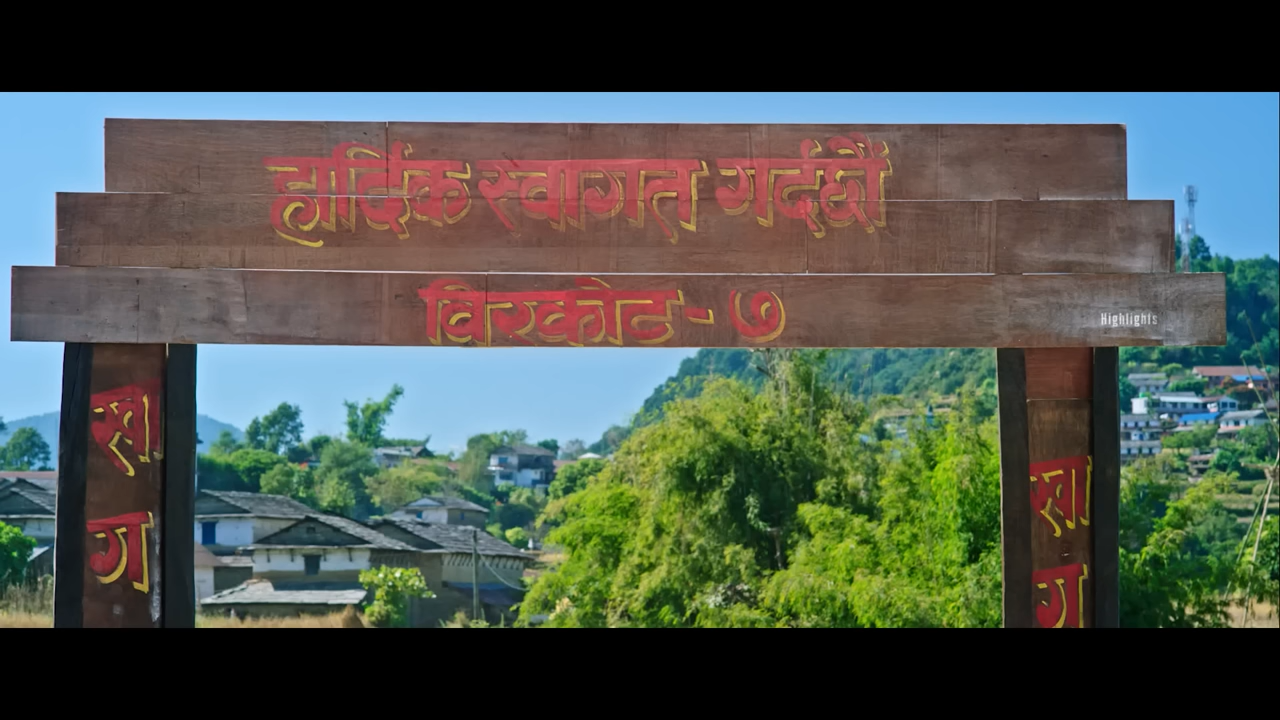 हार्दिक स्वागत गर्दछौं
विरकोट - ७
Highlights
स्वा
ग
स्वा
ग